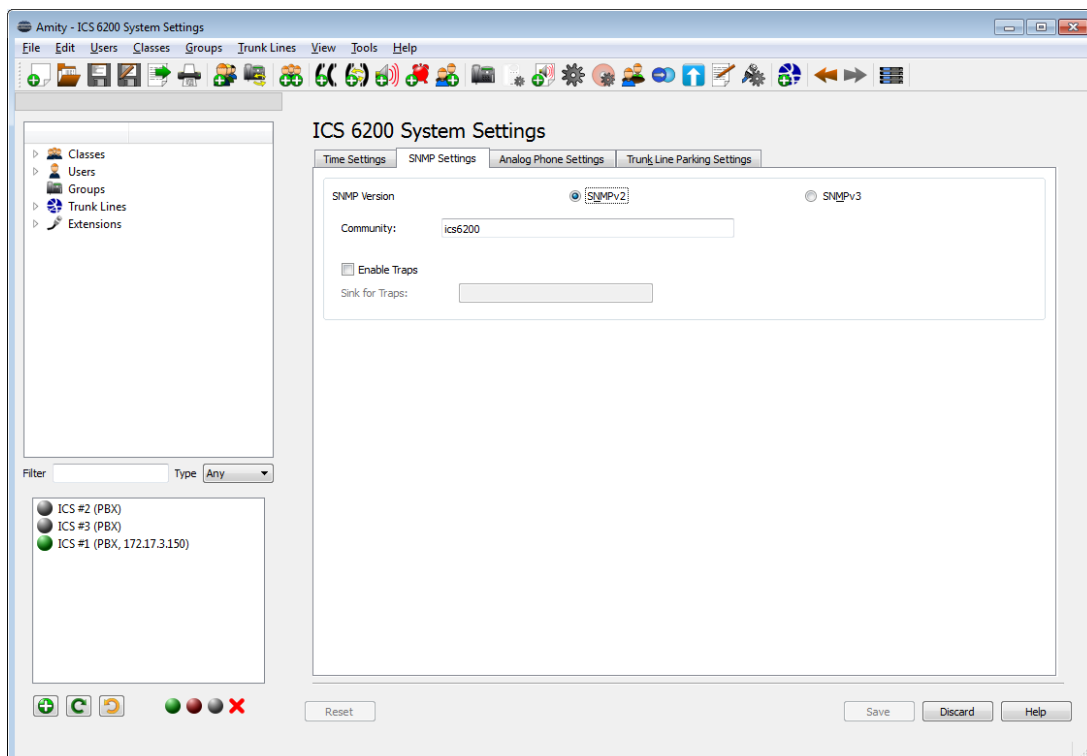 Amity - ICS 6200 System Settings
File Edit Users Classes Groups Trunk Lines View Tools Help
ICS 6200 System Settings
Time Settings SNMP Settings Analog Phone Settings Trunk Line Parking Settings
Classes
Users
Groups
Trunk Lines
Extensions
SNMP Version SNMPv2 SNMPv3
Community: ics6200
Enable Traps
Sink for Traps:
Filter Type Any
ICS #2 (PBX)
ICS #3 (PBX)
ICS #1 (PBX, 172.17.3.150)
Reset Save Discard Help